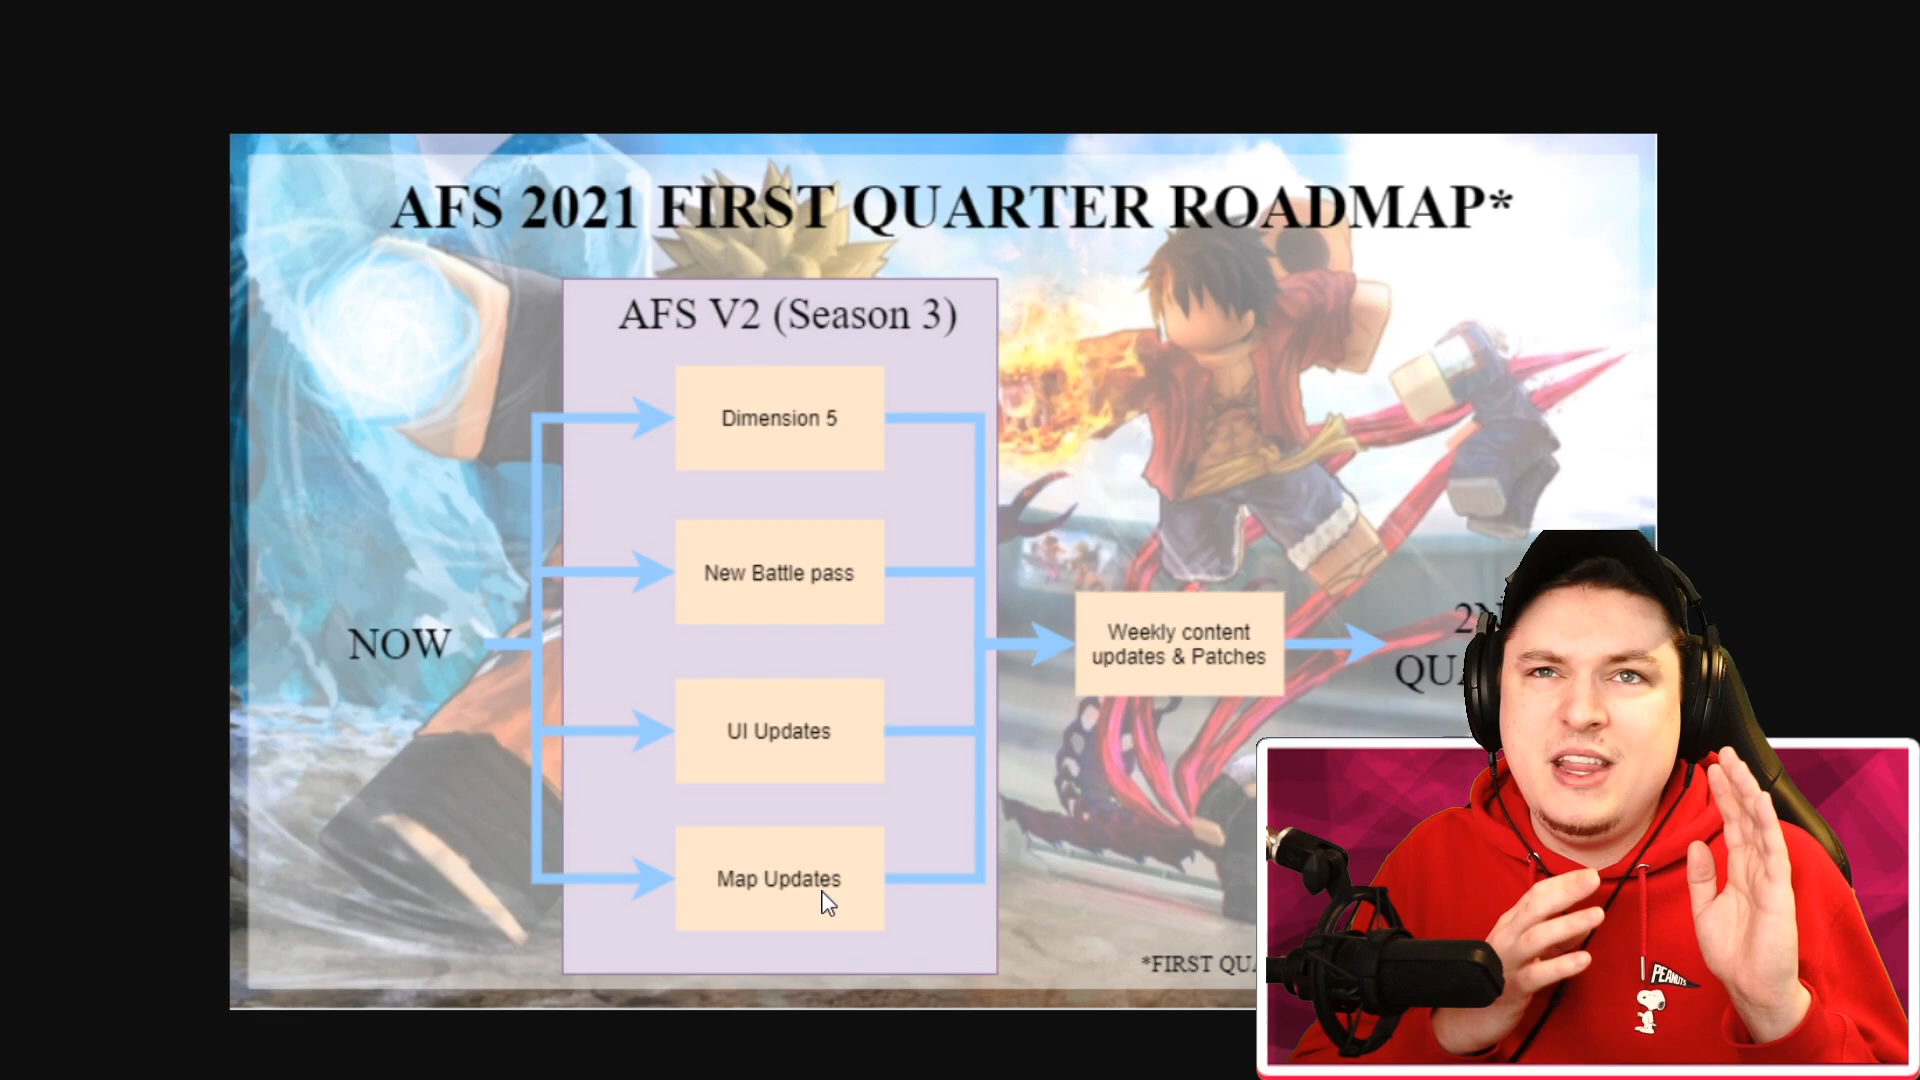 AFS 2021 FIRST QUARTER ROADMAP*
AFS V2 (Season 3)
Dimension 5
New Battle pass
NOW
Weekly content
updates & Patches
UI Updates
Map Updates
*FIRST
PEANUTS